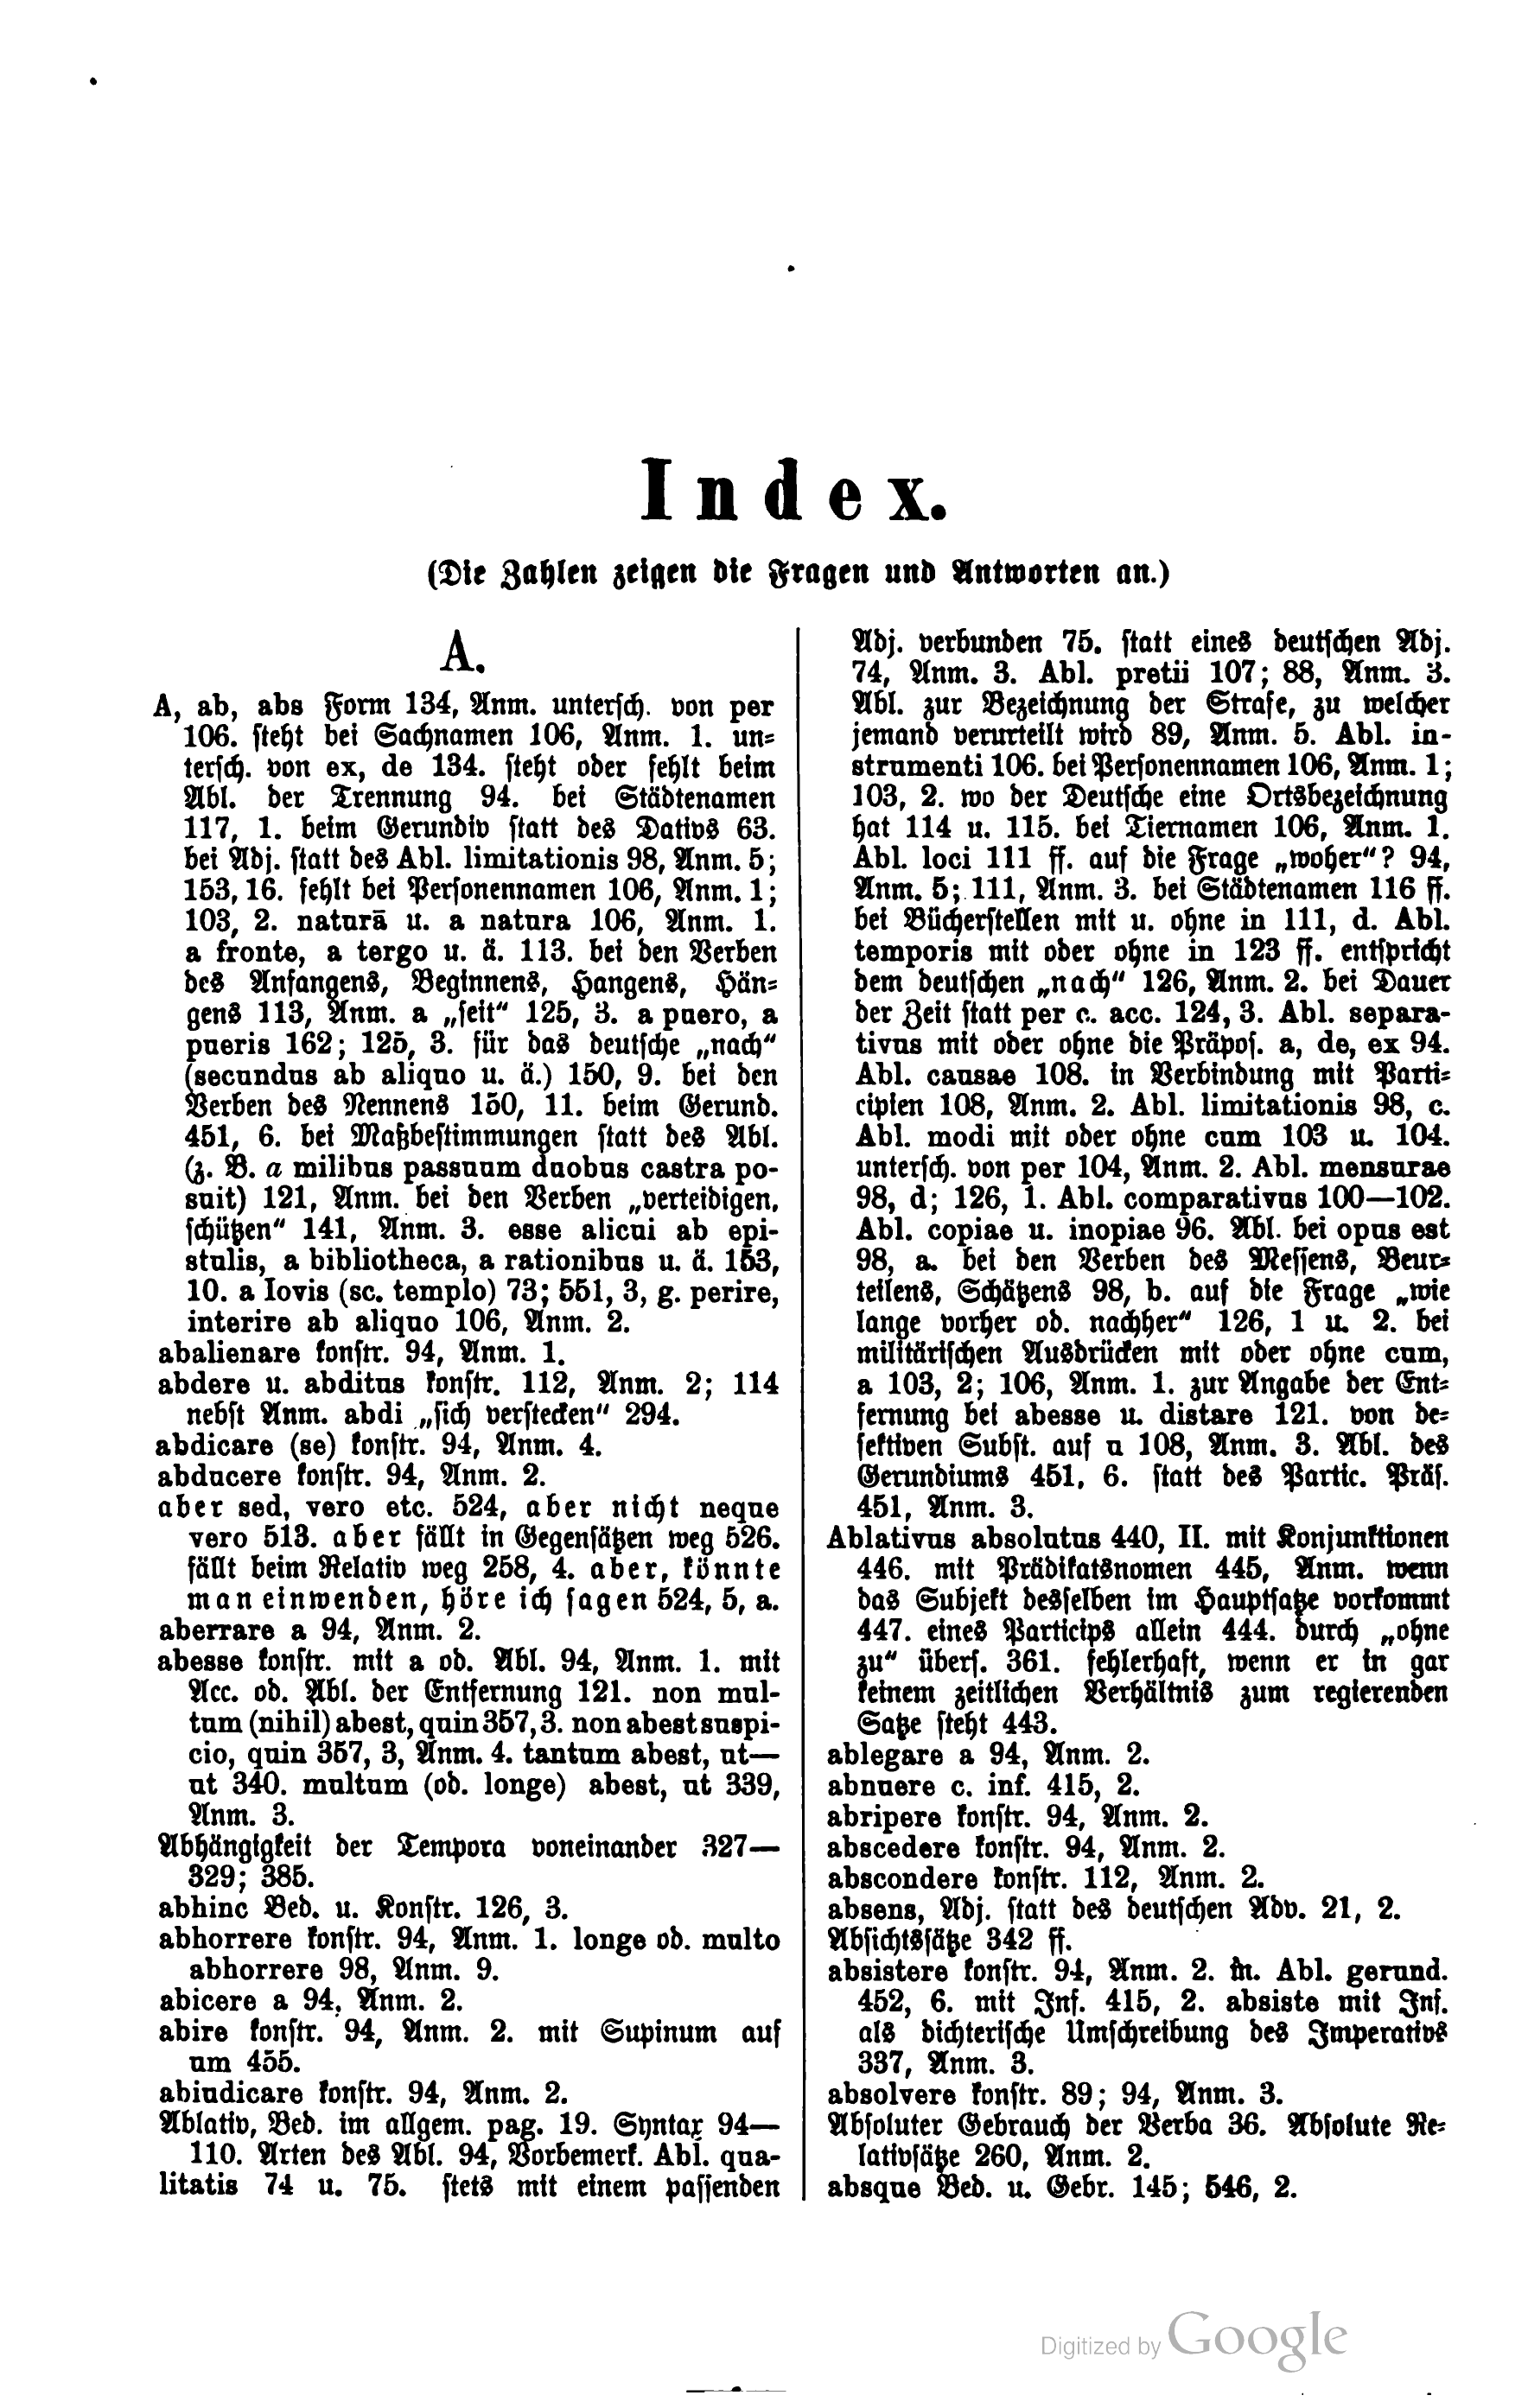 Index.
(Die Zahlen zeigen die Fragen und Antworten an.)
A.
A, ab, abs Form 134, Anm. untersch. von per
106. steht bei Sachnamen 106, Anm. 1. un-
tersch. von ex, de 134. steht oder fehlt beim
Abl. der Trennung 94. bei Städtenamen
117, 1. beim Gerundiv statt des Dativs 63.
bei Adj. statt des Abl. limitationis 98, Anm. 5;
153, 16. fehlt bei Personennamen 106, Anm. 1;
103, 2. naturā u. a natura 106, Anm. 1.
a fronte, a tergo u. ä. 113. bei den Verben
des Anfangens, Beginnens, Hangens, Hän-
gens 113, Anm. a „seit“ 125, 3. a puero, a
pueris 162; 125, 3. für das deutsche „nach“
(secundus ab aliquo u. ä.) 150, 9. bei den
Verben des Nennens 150, 11. beim Gerund.
451, 6. bei Maßbestimmungen statt des Abl.
(z. B. a milibus passuum duobus castra po-
suit) 121, Anm. bei den Verben „verteidigen,
schützen“ 141, Anm. 3. esse alicui ab epi-
stulis, a bibliotheca, a rationibus u. ä. 153,
10. a Iovis (sc. templo) 73; 551, 3, g. perire,
interire ab aliquo 106, Anm. 2.
abalienare konstr. 94, Anm. 1.
abdere u. abditus konstr. 112, Anm. 2; 114
nebst Anm. abdi „sich verstecken“ 294.
abdicare (se) konstr. 94, Anm. 4.
abducere konstr. 94, Anm. 2.
aber sed, vero etc. 524, aber nicht neque
vero 513. aber fällt in Gegensätzen weg 526.
fällt beim Relativ weg 258, 4. aber, könnte
man einwenden, höre ich sagen 524, 5, a.
aberrare a 94, Anm. 2.
abesse konstr. mit a od. Abl. 94, Anm. 1. mit
Acc. od. Abl. der Entfernung 121. non mul-
tum (nihil) abest, quin 357, 3. non abest suspi-
cio, quin 357, 3, Anm. 4. tantum abest, ut—
ut 340. multum (od. longe) abest, ut 339,
Anm. 3.
Abhängigkeit der Tempora voneinander 327—
329; 385.
abhinc Bed. u. Konstr. 126, 3.
abhorrere konstr. 94, Anm. 1. longe od. multo
abhorrere 98, Anm. 9.
abicere a 94, Anm. 2.
abire konstr. 94, Anm. 2. mit Supinum auf
um 455.
abiudicare konstr. 94, Anm. 2.
Ablativ, Bed. im allgem. pag. 19. Syntax 94—
110. Arten des Abl. 94, Vorbemerk. Abl. qua-
litatis 74 u. 75. stets mit einem passenden
Adj. verbunden 75. statt eines deutschen Adj.
74, Anm. 3. Abl. pretii 107; 88, Anm. 3.
Abl. zur Bezeichnung der Strafe, zu welcher
jemand verurteilt wird 89, Anm. 5. Abl. in-
strumenti 106. bei Personennamen 106, Anm. 1;
103, 2. wo der Deutsche eine Ortsbezeichnung
hat 114 u. 115. bei Tiernamen 106, Anm. 1.
Abl. loci 111 ff. auf die Frage „woher“? 94,
Anm. 5; 111, Anm. 3. bei Städtenamen 116 ff.
bei Bücherstellen mit u. ohne in 111, d. Abl.
temporis mit oder ohne in 123 ff. entspricht
dem deutschen „nach“ 126, Anm. 2. bei Dauer
der Zeit statt per c. acc. 124, 3. Abl. separa-
tivus mit oder ohne die Präpos. a, de, ex 94.
Abl. causae 108. in Verbindung mit Parti-
cipien 108, Anm. 2. Abl. limitationis 98, c.
Abl. modi mit oder ohne cum 103 u. 104.
untersch. von per 104, Anm. 2. Abl. mensurae
98, d; 126, 1. Abl. comparativus 100—102.
Abl. copiae u. inopiae 96. Abl. bei opus est
98, a. bei den Verben des Messens, Beur-
teilens, Schätzens 98, b. auf die Frage „wie
lange vorher od. nachher“ 126, 1 u. 2. bei
militärischen Ausdrücken mit oder ohne cum,
a 103, 2; 106, Anm. 1. zur Angabe der Ent-
fernung bei abesse u. distare 121. von de-
fektiven Subst. auf u 108, Anm. 3. Abl. des
Gerundiums 451, 6. statt des Partic. Präs.
451, Anm. 3.
Ablativus absolutus 440, II. mit Konjunktionen
446. mit Prädikatsnomen 445, Anm. wenn
das Subjekt desselben im Hauptsatze vorkommt
447. eines Particips allein 444. durch „ohne
zu“ übers. 361. fehlerhaft, wenn er in gar
keinem zeitlichen Verhältnis zum regierenden
Satze steht 443.
ablegare a 94, Anm. 2.
abnuere c. inf. 415, 2.
abripere konstr. 94, Anm. 2.
abscedere konstr. 94, Anm. 2.
abscondere konstr. 112, Anm. 2.
absens, Adj. statt des deutschen Adv. 21, 2.
Absichtssätze 342 ff.
absistere konstr. 94, Anm. 2. m. Abl. gerund.
452, 6. mit Inf. 415, 2. absiste mit Inf.
als dichterische Umschreibung des Imperativs
337, Anm. 3.
absolvere konstr. 89; 94, Anm. 3.
Absoluter Gebrauch der Verba 36. Absolute Re-
lativsätze 260, Anm. 2.
absque Bed. u. Gebr. 145; 546, 2.
Digitized by Google